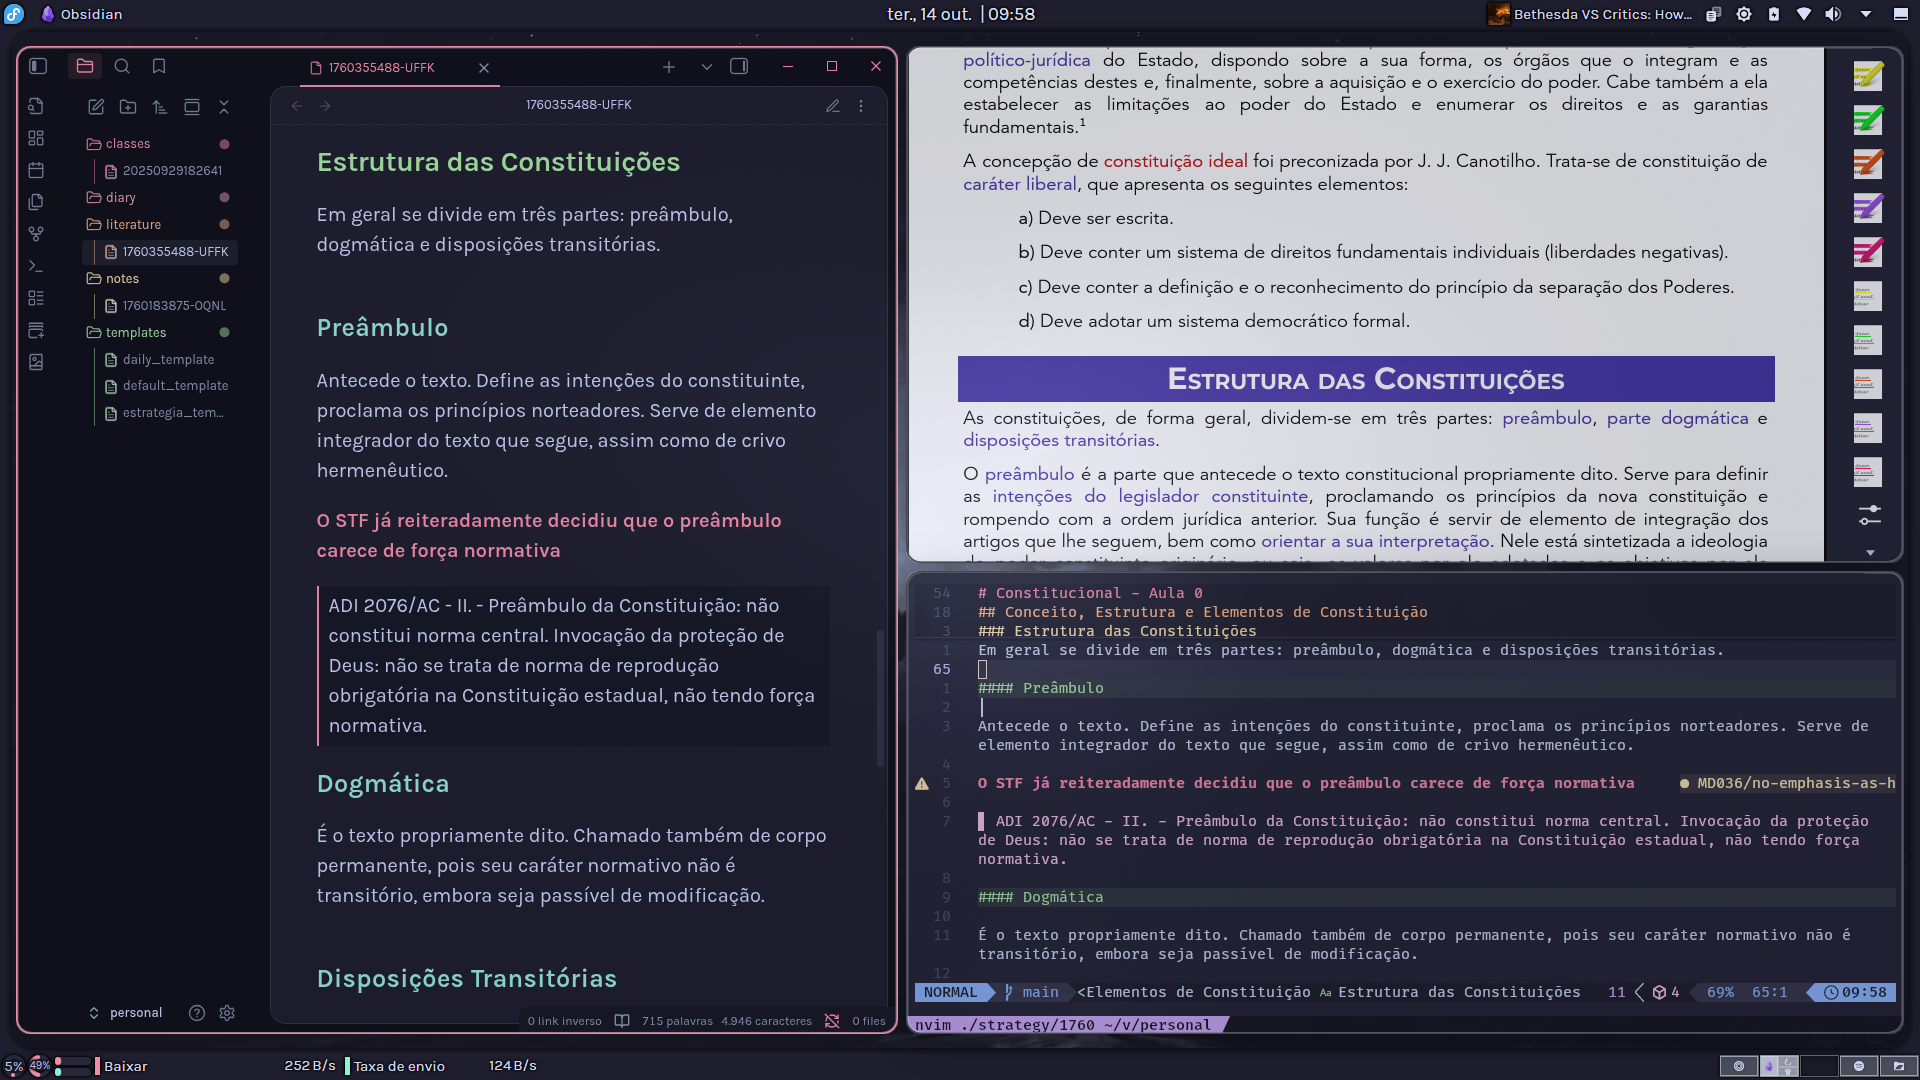 Obsidian
ter., 14 out. | 09:58
Bethesda VS Critics: How...
1760355488-UFFK
1760355488-UFFK
classes
20250929182641
diary
literature
1760355488-UFFK
notes
1760183875-OQNL
templates
daily_template
default_template
estrategia_tem...
personal
Estrutura das Constituições
Em geral se divide em três partes: preâmbulo,
dogmática e disposições transitórias.
Preâmbulo
Antecede o texto. Define as intenções do constituinte,
proclama os princípios norteadores. Serve de elemento
integrador do texto que segue, assim como de crivo
hermenêutico.
O STF já reiteradamente decidiu que o preâmbulo
carece de força normativa
ADI 2076/AC - II. - Preâmbulo da Constituição: não
constitui norma central. Invocação da proteção de
Deus: não se trata de norma de reprodução
obrigatória na Constituição estadual, não tendo força
normativa.
Dogmática
É o texto propriamente dito. Chamado também de corpo
permanente, pois seu caráter normativo não é
transitório, embora seja passível de modificação.
Disposições Transitórias
0 link inverso 715 palavras 4.946 caracteres 0 files
político-jurídica do Estado, dispondo sobre a sua forma, os órgãos que o integram e as
competências destes e, finalmente, sobre a aquisição e o exercício do poder. Cabe também a ela
estabelecer as limitações ao poder do Estado e enumerar os direitos e as garantias
fundamentais.¹
A concepção de constituição ideal foi preconizada por J. J. Canotilho. Trata-se de constituição de
caráter liberal, que apresenta os seguintes elementos:
a) Deve ser escrita.
b) Deve conter um sistema de direitos fundamentais individuais (liberdades negativas).
c) Deve conter a definição e o reconhecimento do princípio da separação dos Poderes.
d) Deve adotar um sistema democrático formal.
Estrutura das Constituições
As constituições, de forma geral, dividem-se em três partes: preâmbulo, parte dogmática e
disposições transitórias.
O preâmbulo é a parte que antecede o texto constitucional propriamente dito. Serve para definir
as intenções do legislador constituinte, proclamando os princípios da nova constituição e
rompendo com a ordem jurídica anterior. Sua função é servir de elemento de integração dos
artigos que lhe seguem, bem como orientar a sua interpretação. Nele está sintetizada a ideologia
54 # Constitucional - Aula 0
18 ## Conceito, Estrutura e Elementos de Constituição
3 ### Estrutura das Constituições
1 Em geral se divide em três partes: preâmbulo, dogmática e disposições transitórias.
65
1 #### Preâmbulo
2
3 Antecede o texto. Define as intenções do constituinte, proclama os princípios norteadores. Serve de
elemento integrador do texto que segue, assim como de crivo hermenêutico.
4
5 O STF já reiteradamente decidiu que o preâmbulo carece de força normativa ● MD036/no-emphasis-as-h
6
7 ADI 2076/AC - II. - Preâmbulo da Constituição: não constitui norma central. Invocação da proteção
de Deus: não se trata de norma de reprodução obrigatória na Constituição estadual, não tendo força
normativa.
8
9 #### Dogmática
10
11 É o texto propriamente dito. Chamado também de corpo permanente, pois seu caráter normativo não é
transitório, embora seja passível de modificação.
12
NORMAL main <Elementos de Constituição Aa Estrutura das Constituições 11 4 69% 65:1 09:58
nvim ./strategy/1760 ~/v/personal
5% 49% Baixar 252 B/s Taxa de envio 124 B/s